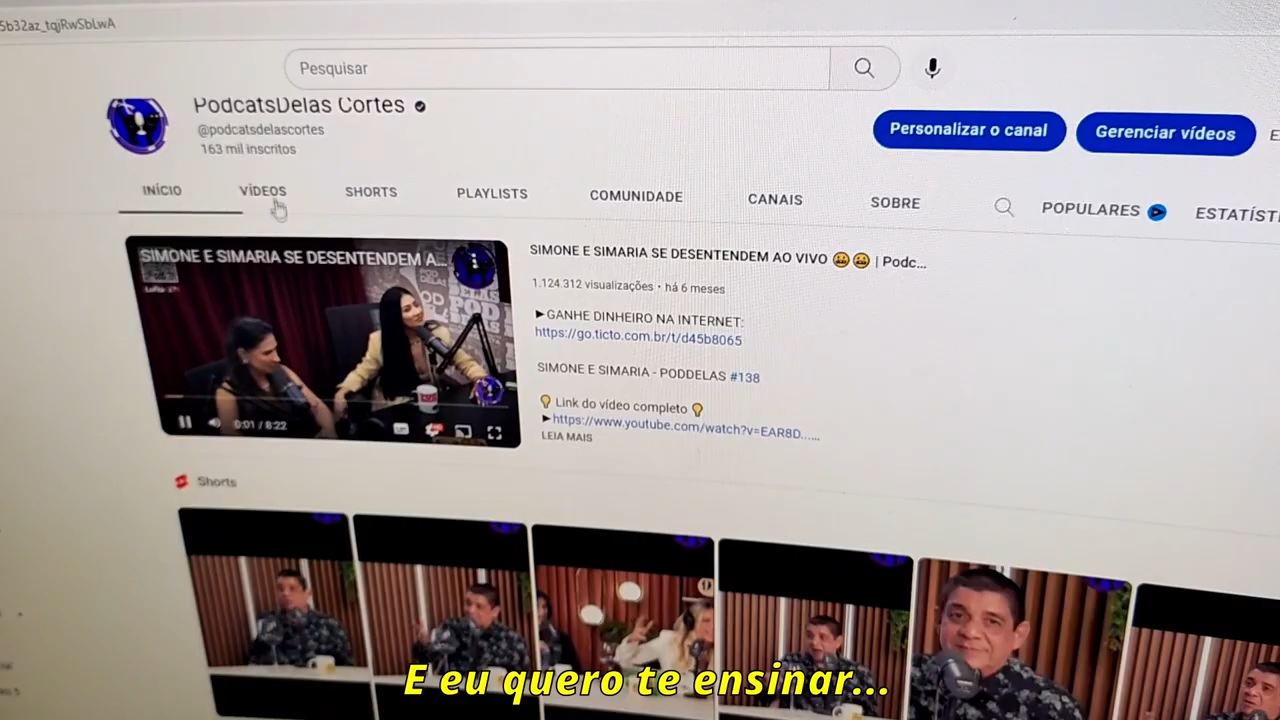 5b32az_tqjRwSbLwA
Pesquisar
PodcatsDelas Cortes
@podcatsdelascortes
163 mil inscritos
Personalizar o canal
Gerenciar vídeos
INÍCIO
VÍDEOS
SHORTS
PLAYLISTS
COMUNIDADE
CANAIS
SOBRE
POPULARES
ESTATÍST
SIMONE E SIMARIA SE DESENTENDEM A...
0:01 / 8:22
SIMONE E SIMARIA SE DESENTENDEM AO VIVO 😀😀 | Podc...
1.124.312 visualizações • há 6 meses
►GANHE DINHEIRO NA INTERNET:
https://go.ticto.com.br/t/d45b8065
SIMONE E SIMARIA - PODDELAS #138
💡 Link do vídeo completo 💡
►https://www.youtube.com/watch?v=EAR8D......
LEIA MAIS
Shorts
E eu quero te ensinar...